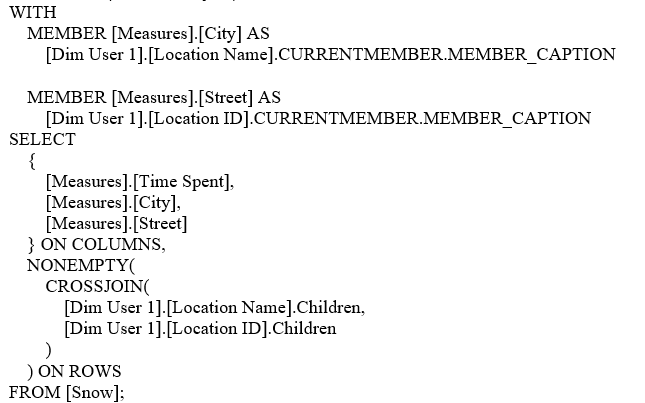 WITH
MEMBER [Measures].[City] AS
[Dim User 1].[Location Name].CURRENTMEMBER.MEMBER_CAPTION
MEMBER [Measures].[Street] AS
[Dim User 1].[Location ID].CURRENTMEMBER.MEMBER_CAPTION
SELECT
{
[Measures].[Time Spent],
[Measures].[City],
[Measures].[Street]
} ON COLUMNS,
NONEMPTY(
CROSSJOIN(
[Dim User 1].[Location Name].Children,
[Dim User 1].[Location ID].Children
)
) ON ROWS
FROM [Snow];